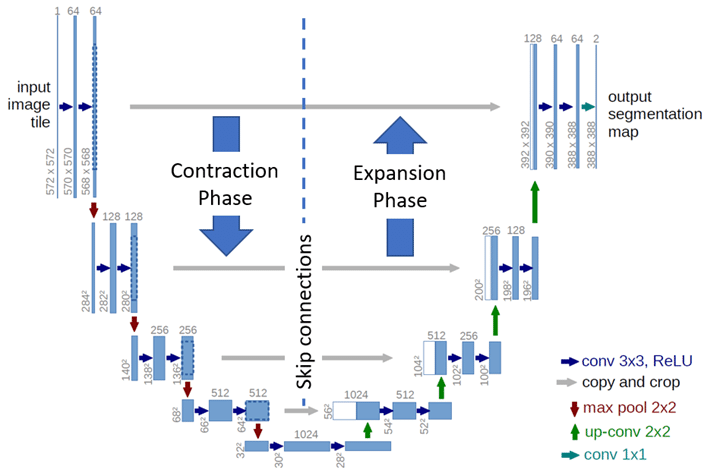 1 64 64
128 64 64 2
input
image
tile
output
segmentation
map
572 x 572
570 x 570
568 x 568
392 x 392
390 x 390
388 x 388
388 x 388
Contraction
Phase
Expansion
Phase
128 128
256 128
284²
282²
280²
200²
198²
196²
Skip connections
256 256
512 256
140²
138²
136²
104²
102²
100²
512 512
1024 512
68²
66²
64²
56²
54²
52²
1024
32²
30²
28²
conv 3x3, ReLU
copy and crop
max pool 2x2
up-conv 2x2
conv 1x1